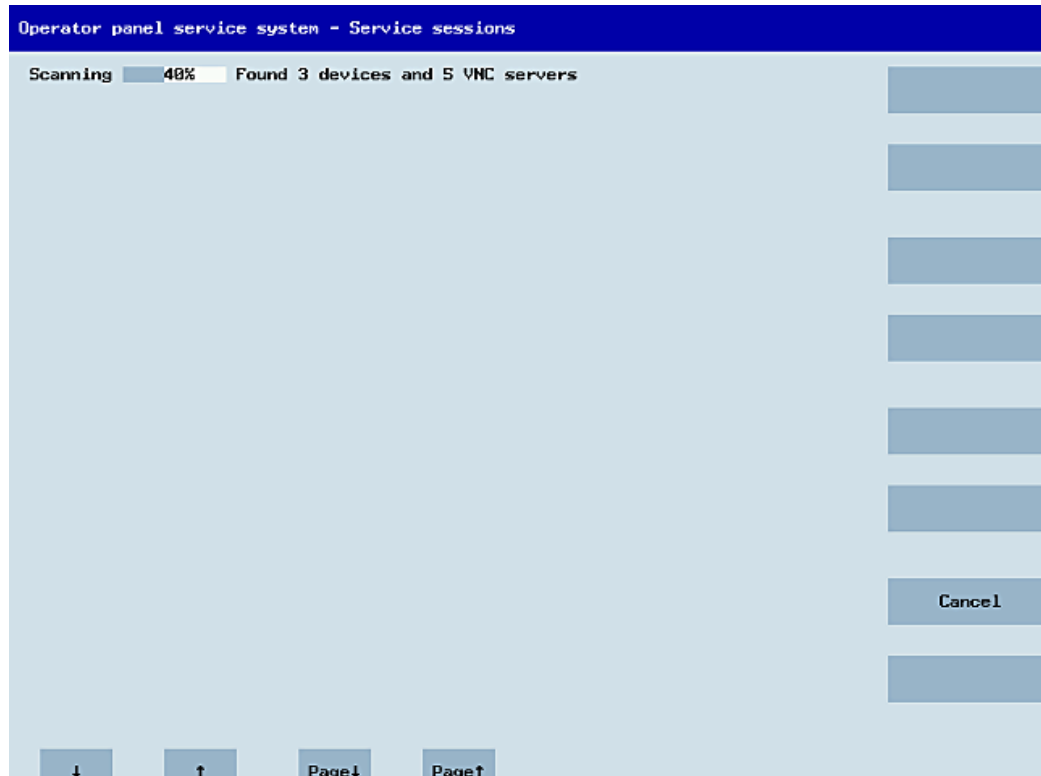 Operator panel service system - Service sessions
Scanning 40% Found 3 devices and 5 VNC servers
Cancel
↓ ↑ Page↓ Page↑